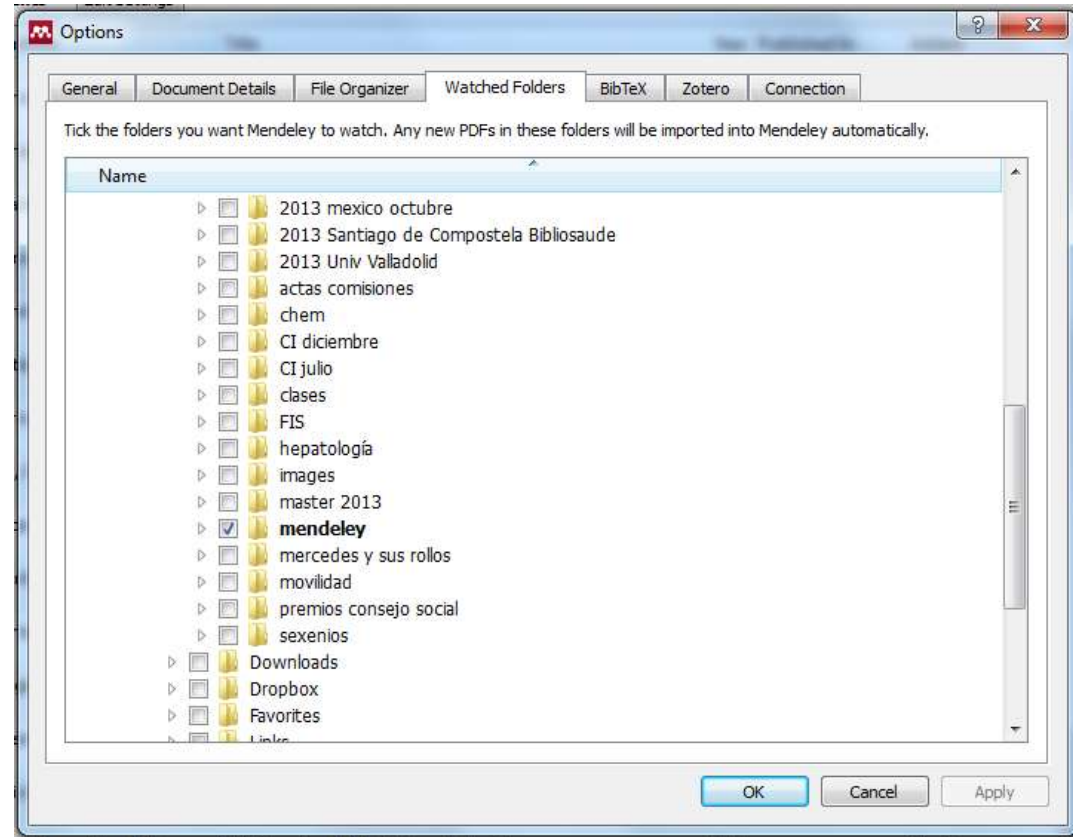 Options
General Document Details File Organizer Watched Folders BibTeX Zotero Connection
Tick the folders you want Mendeley to watch. Any new PDFs in these folders will be imported into Mendeley automatically.
Name
2013 mexico octubre
2013 Santiago de Compostela Bibliosaude
2013 Univ Valladolid
actas comisiones
chem
CI diciembre
CI julio
clases
FIS
hepatología
images
master 2013
mendeley
mercedes y sus rollos
movilidad
premios consejo social
sexenios
Downloads
Dropbox
Favorites
Links
OK Cancel Apply